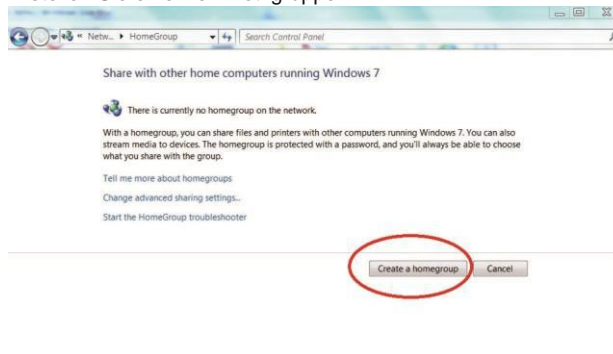 « Netw... ▸ HomeGroup
Search Control Panel
Share with other home computers running Windows 7
There is currently no homegroup on the network.
With a homegroup, you can share files and printers with other computers running Windows 7. You can also
stream media to devices. The homegroup is protected with a password, and you'll always be able to choose
what you share with the group.
Tell me more about homegroups
Change advanced sharing settings...
Start the HomeGroup troubleshooter
Create a homegroup
Cancel